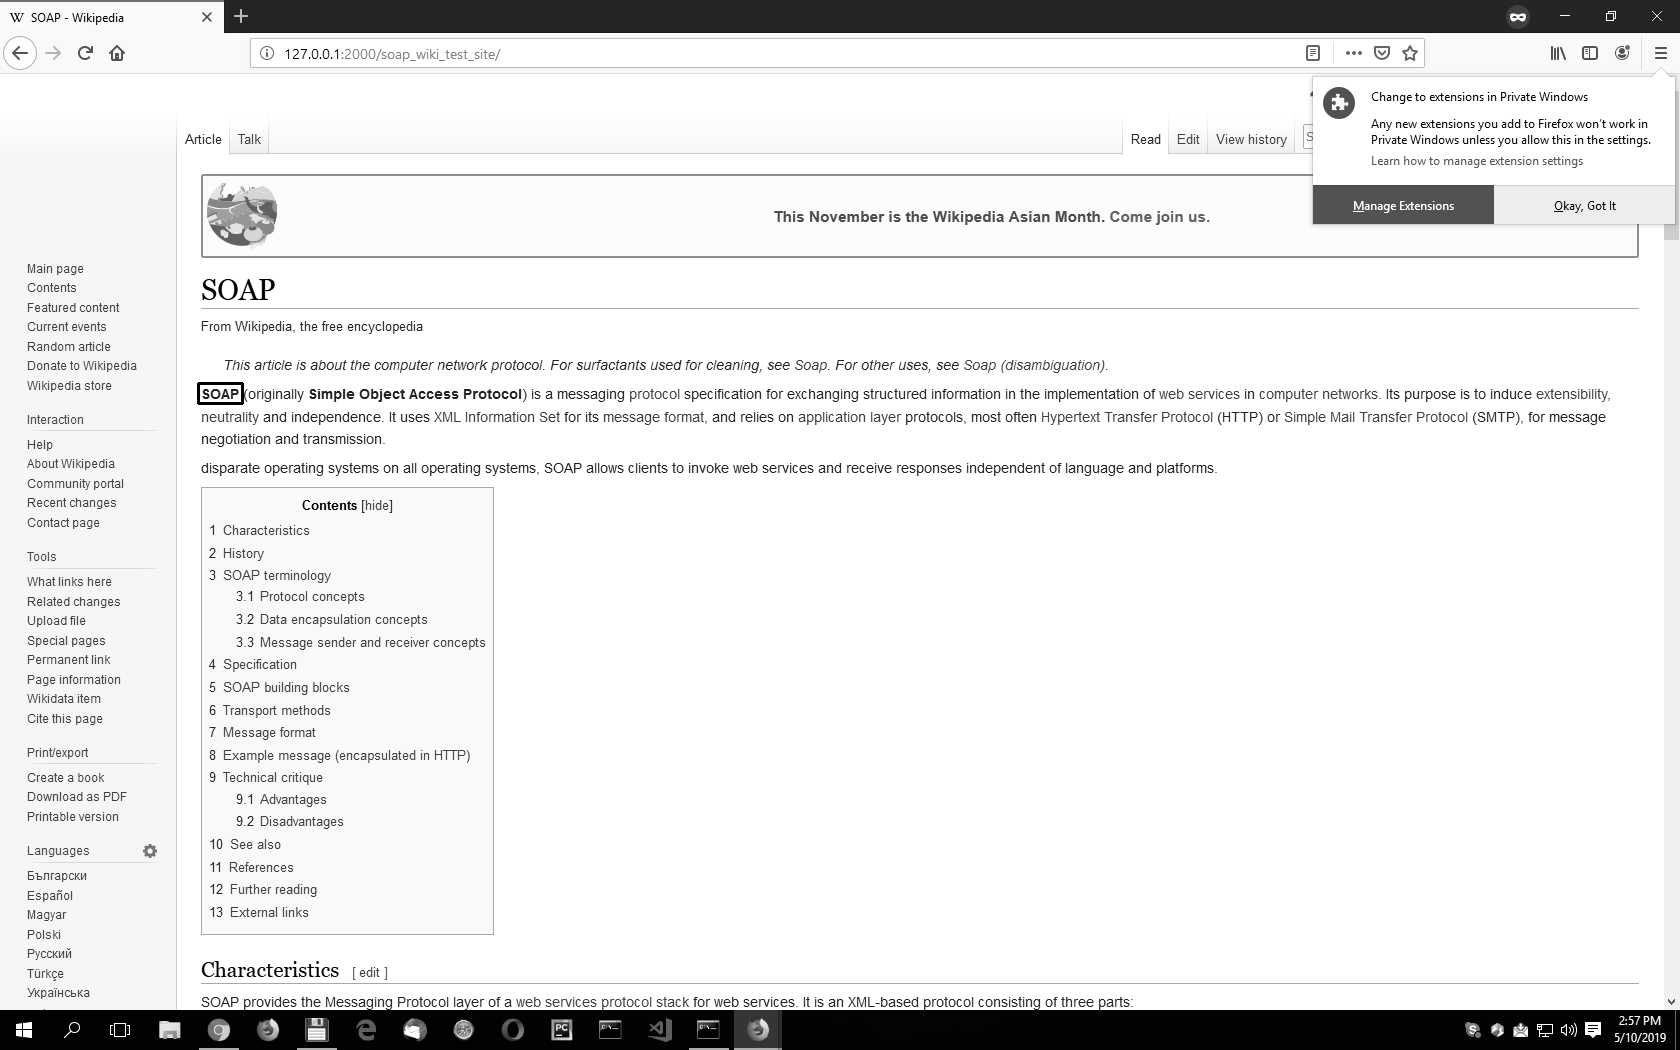 SOAP - Wikipedia
127.0.0.1:2000/soap_wiki_test_site/
Change to extensions in Private Windows
Any new extensions you add to Firefox won't work in
Private Windows unless you allow this in the settings.
Learn how to manage extension settings
Manage Extensions
Okay, Got It
Article
Talk
Read
Edit
View history
This November is the Wikipedia Asian Month. Come join us.
SOAP
From Wikipedia, the free encyclopedia
This article is about the computer network protocol. For surfactants used for cleaning, see Soap. For other uses, see Soap (disambiguation).
SOAP (originally Simple Object Access Protocol) is a messaging protocol specification for exchanging structured information in the implementation of web services in computer networks. Its purpose is to induce extensibility,
neutrality and independence. It uses XML Information Set for its message format, and relies on application layer protocols, most often Hypertext Transfer Protocol (HTTP) or Simple Mail Transfer Protocol (SMTP), for message
negotiation and transmission.
disparate operating systems on all operating systems, SOAP allows clients to invoke web services and receive responses independent of language and platforms.
Contents [hide]
1 Characteristics
2 History
3 SOAP terminology
3.1 Protocol concepts
3.2 Data encapsulation concepts
3.3 Message sender and receiver concepts
4 Specification
5 SOAP building blocks
6 Transport methods
7 Message format
8 Example message (encapsulated in HTTP)
9 Technical critique
9.1 Advantages
9.2 Disadvantages
10 See also
11 References
12 Further reading
13 External links
Characteristics [ edit ]
SOAP provides the Messaging Protocol layer of a web services protocol stack for web services. It is an XML-based protocol consisting of three parts:
Main page
Contents
Featured content
Current events
Random article
Donate to Wikipedia
Wikipedia store
Interaction
Help
About Wikipedia
Community portal
Recent changes
Contact page
Tools
What links here
Related changes
Upload file
Special pages
Permanent link
Page information
Wikidata item
Cite this page
Print/export
Create a book
Download as PDF
Printable version
Languages
Български
Español
Magyar
Polski
Русский
Türkçe
Українська
2:57 PM
5/10/2019